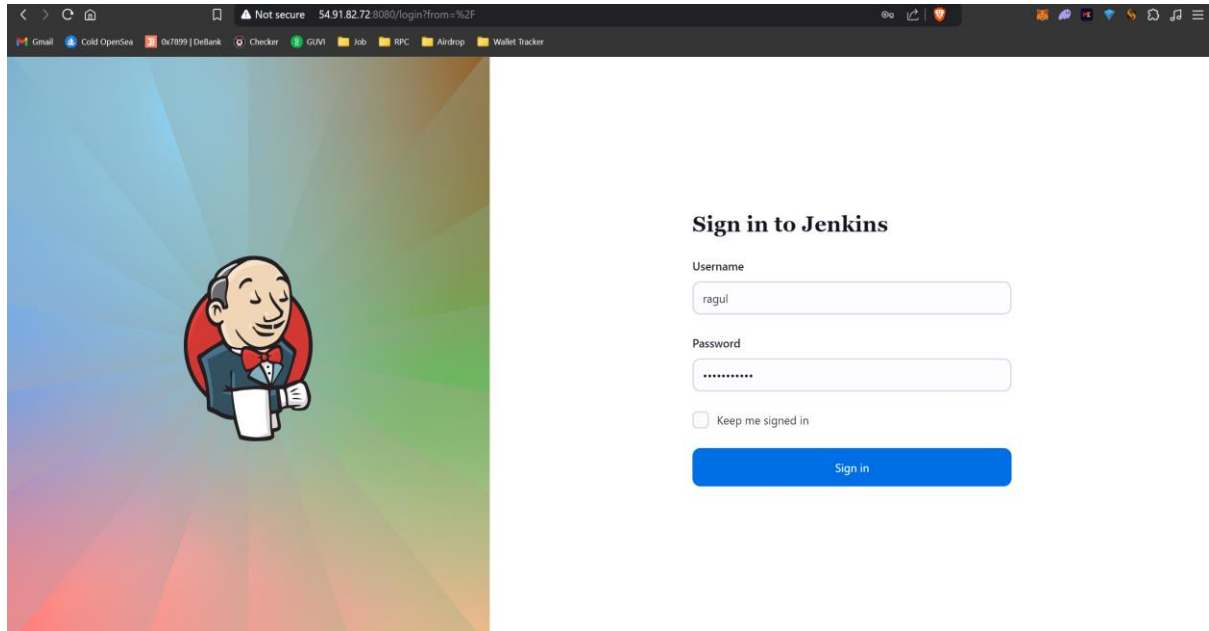 Not secure 54.91.82.72:8080/login?from=%2F
Gmail Cold OpenSea 0x7899 | DeBank Checker GUVI Job RPC Airdrop Wallet Tracker
Sign in to Jenkins
Username
ragul
Password
•••••••••••
Keep me signed in
Sign in